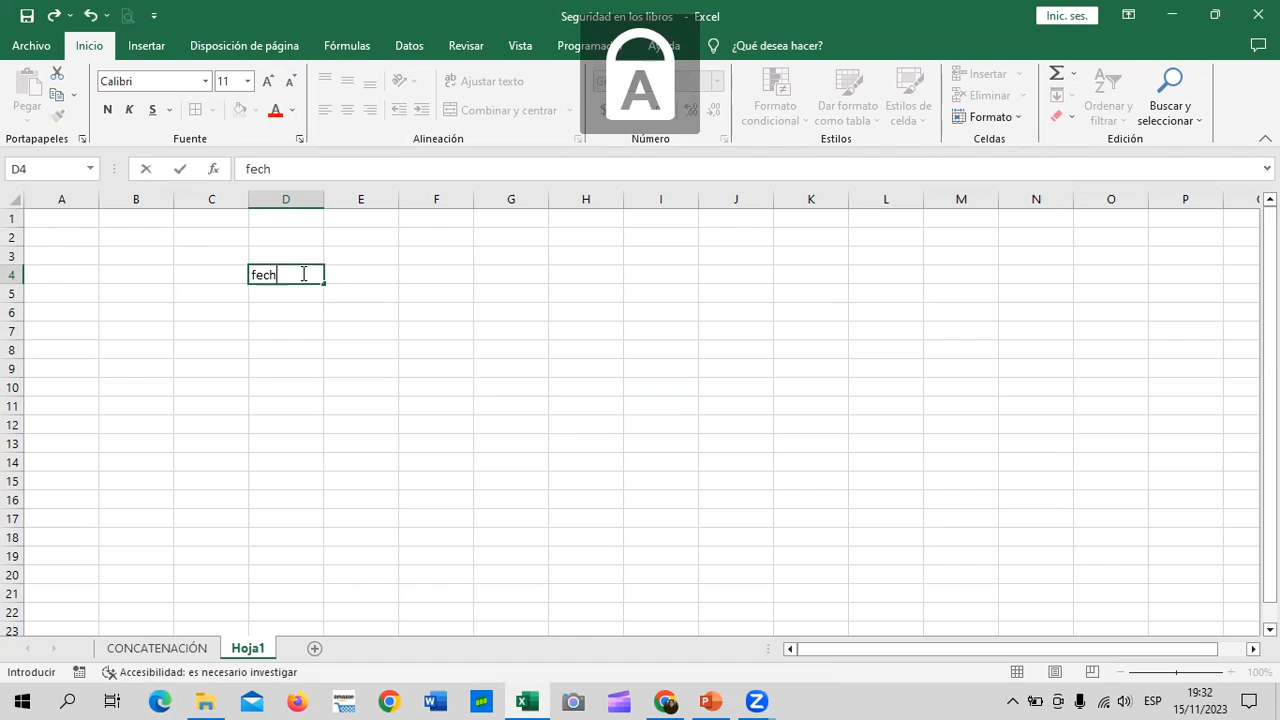 Seguridad en los libros - Excel
Inic. ses.
Archivo Inicio Insertar Disposición de página Fórmulas Datos Revisar Vista Ayuda ¿Qué desea hacer?
Pegar
Calibri 11
N K S
A
Ajustar texto
Combinar y centrar
Formato condicional
Dar formato como tabla
Estilos de celda
Insertar
Eliminar
Formato
Ordenar y filtrar
Buscar y seleccionar
Portapapeles Fuente Alineación Número Estilos Celdas Edición
A
D4 fx fech
A B C D E F G H I J K L M N O P
1
2
3
4 fech
5
6
7
8
9
10
11
12
13
14
15
16
17
18
19
20
21
22
23
CONCATENACIÓN Hoja1
Introducir Accesibilidad: es necesario investigar 100%
amazon
ESP
19:32
15/11/2023